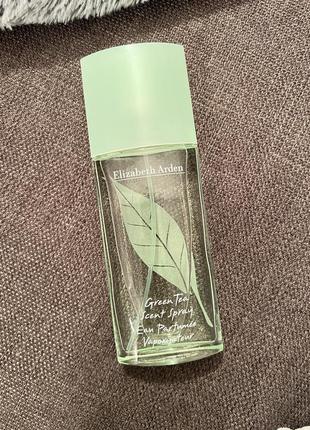 Elizabeth Arden
Green Tea
Scent Spray
Eau Parfumée
Vaporisateur